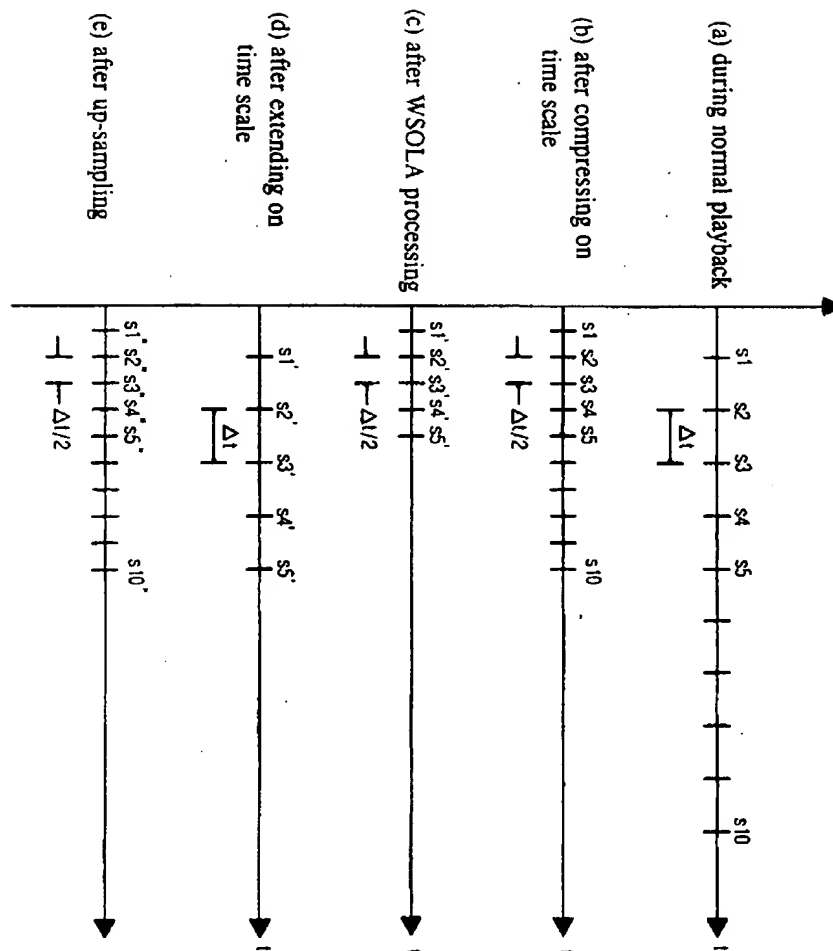 (a) during normal playback
s1 s2 s3 s4 s5 s10
Δt
t
(b) after compressing on
time scale
s1 s2 s3 s4 s5 s10
Δt/2
(c) after WSOLA processing
s1' s2' s3' s4' s5'
Δt/2
(d) after extending on
time scale
s1' s2' s3' s4' s5'
Δt
t
(e) after up-sampling
s1" s2" s3" s4" s5" s10"
Δt/2
t